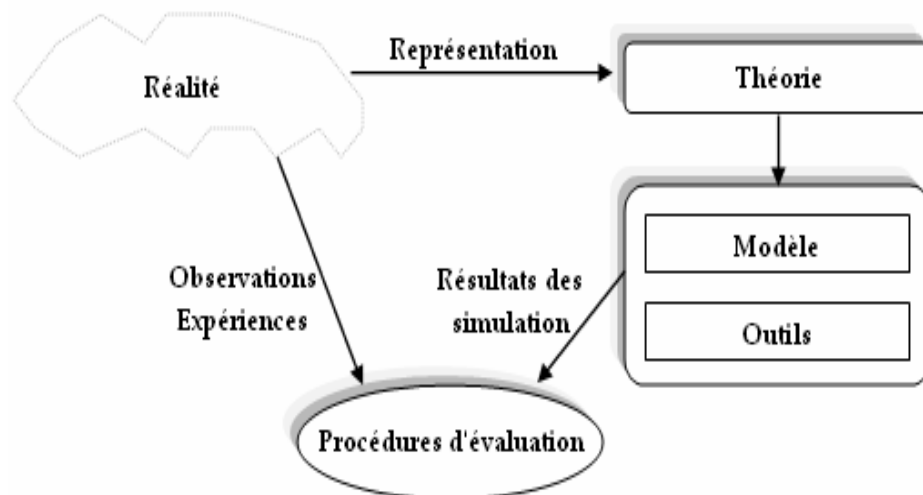 Représentation
Théorie
Réalité
Modèle
Observations
Expériences
Résultats des
simulation
Outils
Procédures d'évaluation